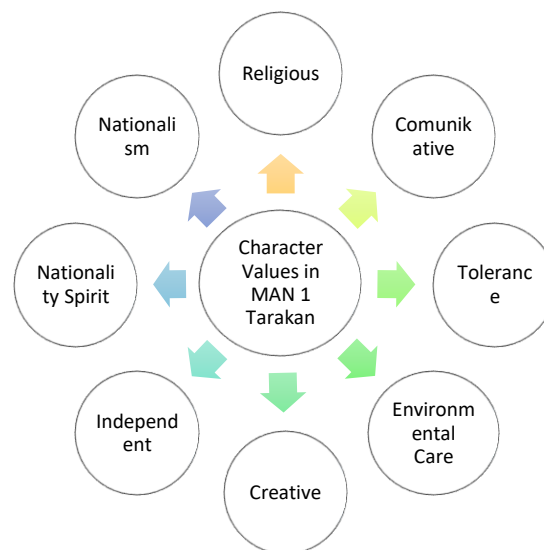 Religious
Nationali
ism
Comunik
ative
Nationali
ty Spirit
Character
Values in
MAN 1
Tarakan
Toleranc
e
Independ
ent
Environm
ental
Care
Creative